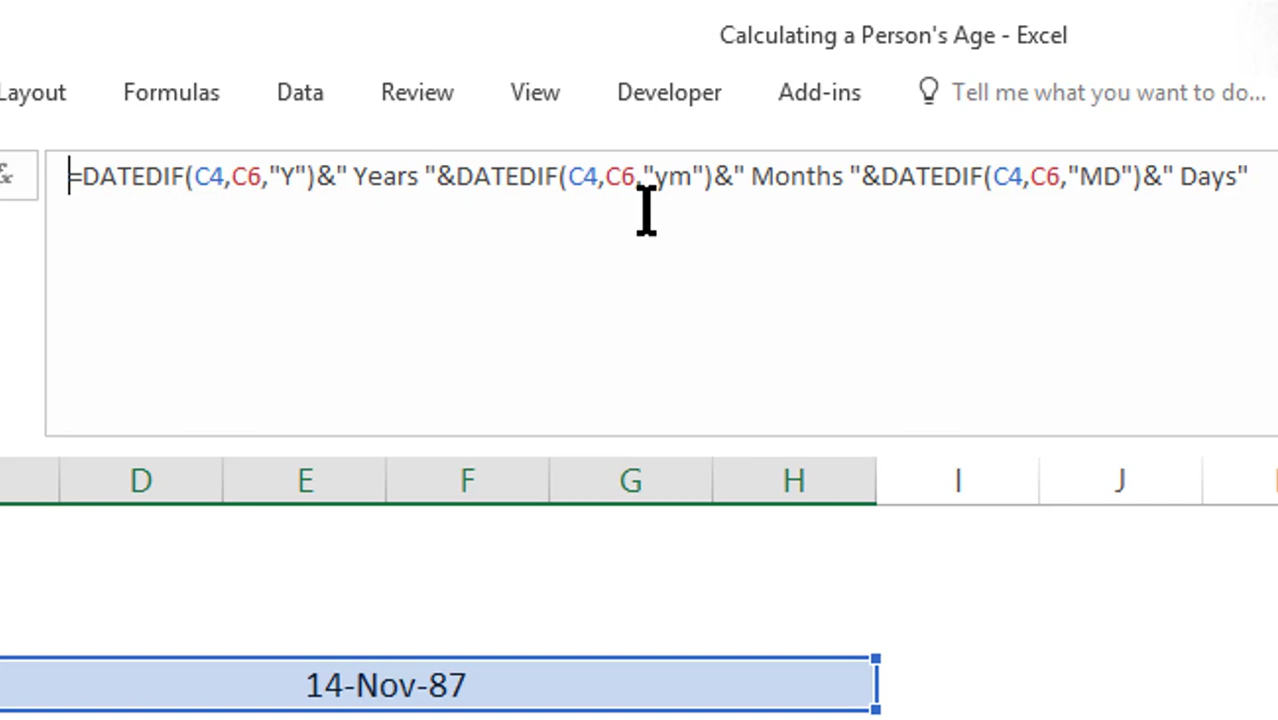 Calculating a Person's Age - Excel
Layout Formulas Data Review View Developer Add-ins Tell me what you want to do...
=DATEDIF(C4,C6,"Y")&" Years "&DATEDIF(C4,C6,"ym")&" Months "&DATEDIF(C4,C6,"MD")&" Days"
D E F G H I J
14-Nov-87